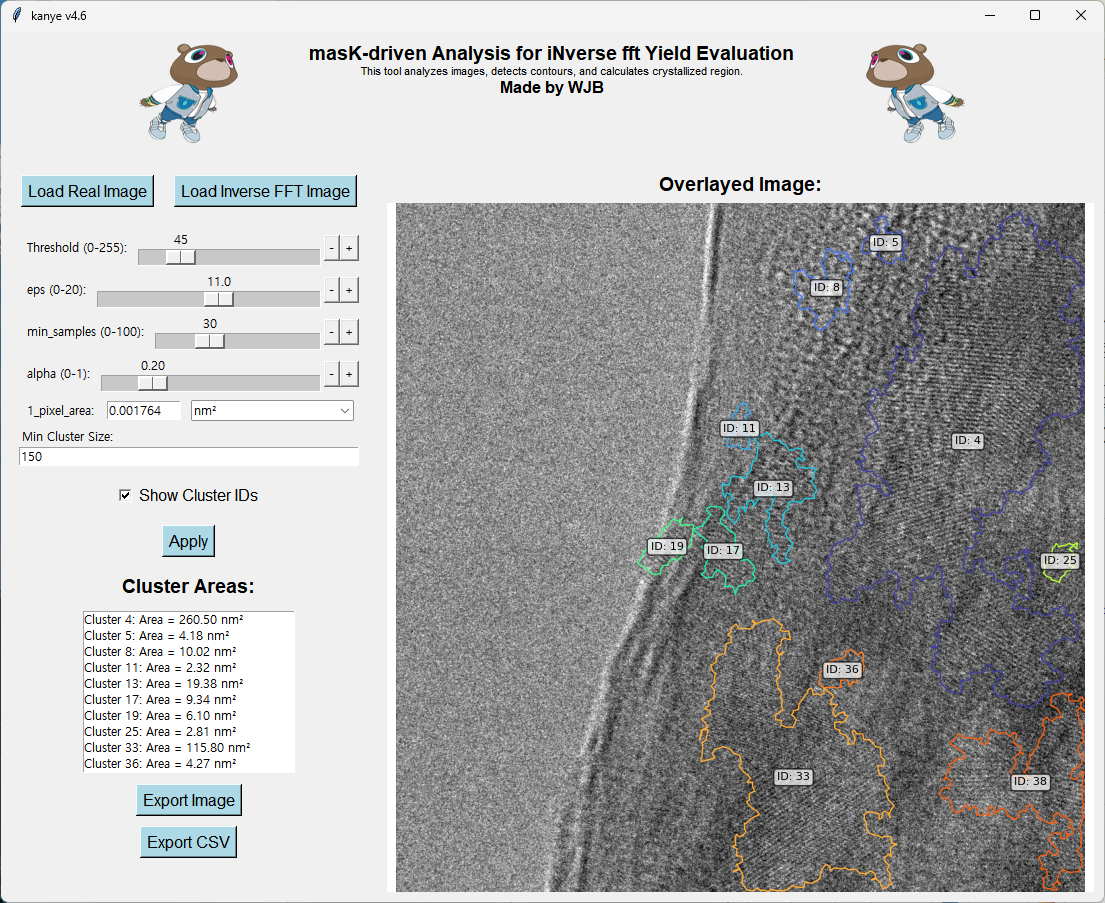 kanye v4.6
masK-driven Analysis for iNverse fft Yield Evaluation
This tool analyzes images, detects contours, and calculates crystallized region.
Made by WJB
Load Real Image
Load Inverse FFT Image
Threshold (0-255):
45
-
+
eps (0-20):
11.0
-
+
min_samples (0-100):
30
-
+
alpha (0-1):
0.20
-
+
1_pixel_area:
0.001764
nm²
Min Cluster Size:
150
Show Cluster IDs
Apply
Cluster Areas:
Cluster 4: Area = 260.50 nm²
Cluster 5: Area = 4.18 nm²
Cluster 8: Area = 10.02 nm²
Cluster 11: Area = 2.32 nm²
Cluster 13: Area = 19.38 nm²
Cluster 17: Area = 9.34 nm²
Cluster 19: Area = 6.10 nm²
Cluster 25: Area = 2.81 nm²
Cluster 33: Area = 115.80 nm²
Cluster 36: Area = 4.27 nm²
Export Image
Export CSV
Overlayed Image:
ID: 5
ID: 8
ID: 11
ID: 4
ID: 13
ID: 19
ID: 17
ID: 25
ID: 36
ID: 33
ID: 38